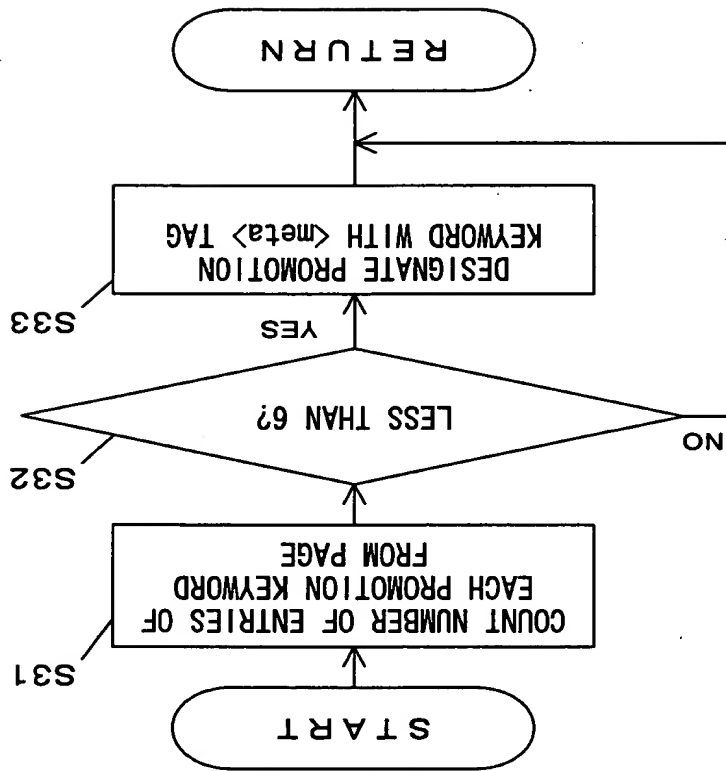 START
S31
COUNT NUMBER OF ENTRIES OF
EACH PROMOTION KEYWORD
FROM PAGE
S32
LESS THAN 6?
NO
YES
S33
DESIGNATE PROMOTION
KEYWORD WITH <meta> TAG
RETURN